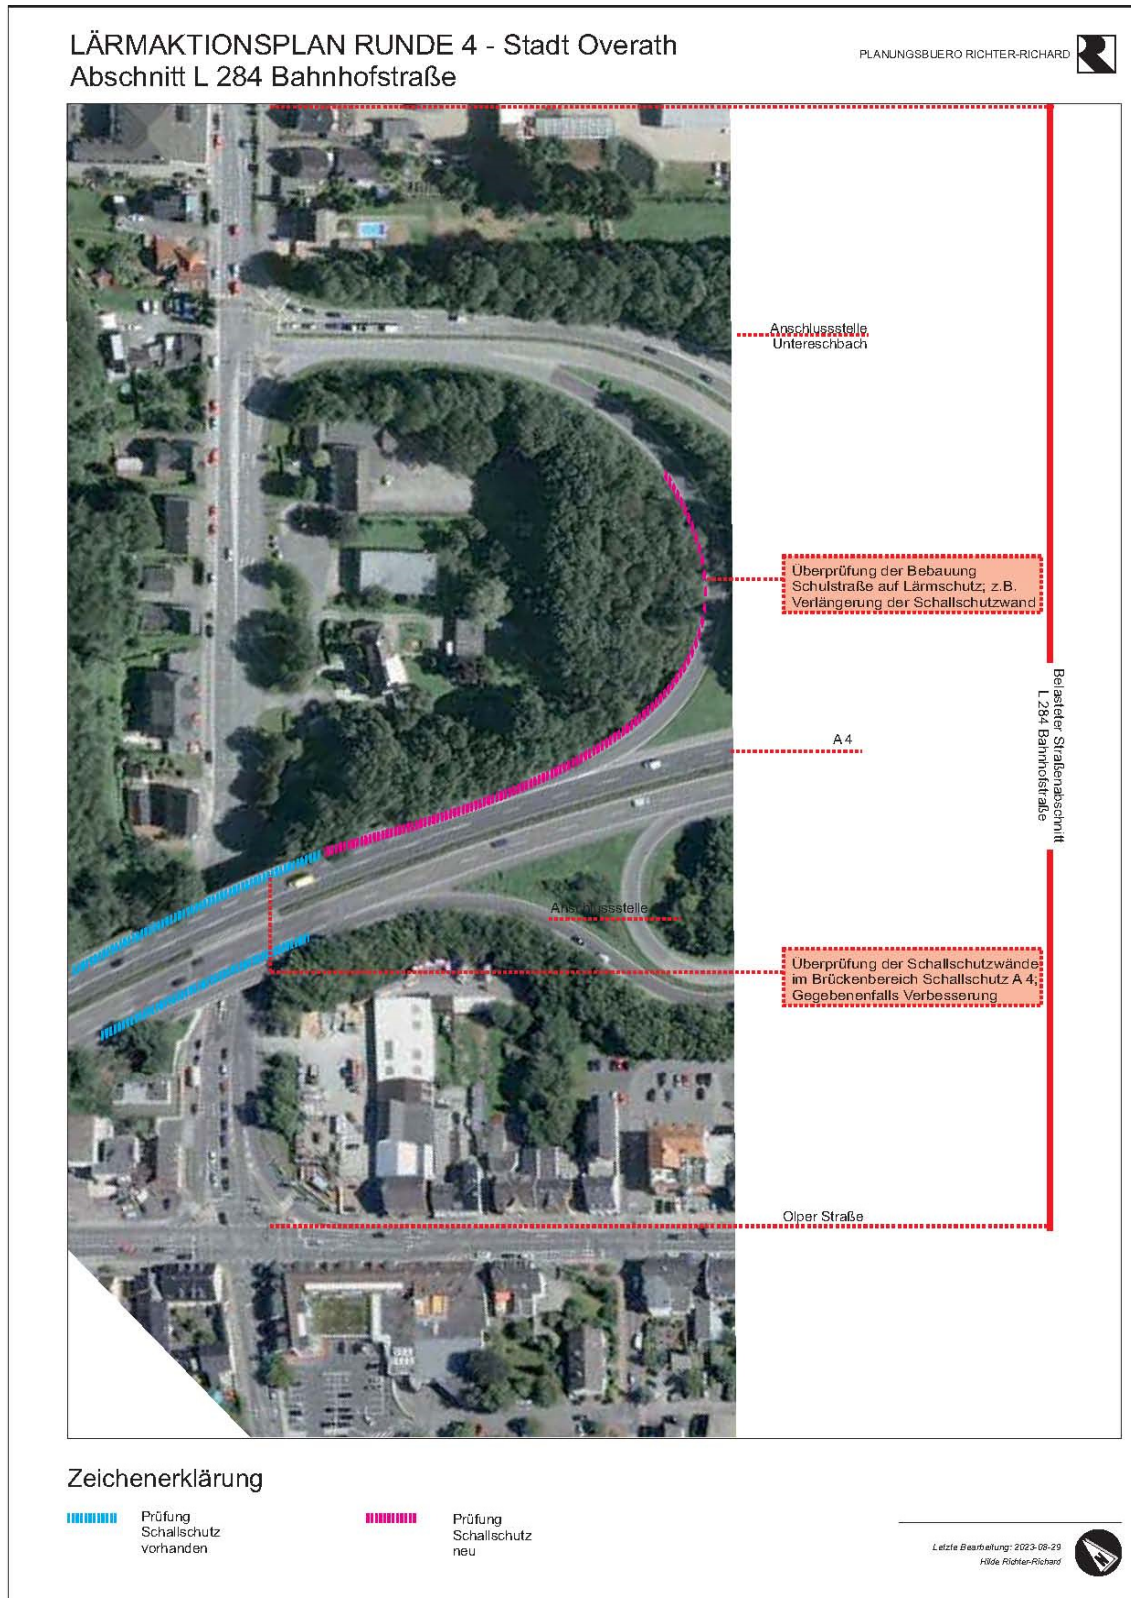 LÄRMAKTIONSPLAN RUNDE 4 - Stadt Overath
Abschnitt L 284 Bahnhofstraße
PLANUNGSBUERO RICHTER-RICHARD
Anschlussstelle
Untereschbach
Überprüfung der Bebauung
Schulstraße auf Lärmschutz; z.B.
Verlängerung der Schallschutzwand
Belasteter Straßenabschnitt
L 284 Bahnhofstraße
A 4
Anschlussstelle
Überprüfung der Schallschutzwände
im Brückenbereich Schallschutz A 4;
Gegebenenfalls Verbesserung
Olper Straße
Zeichenerklärung
Prüfung
Schallschutz
vorhanden
Prüfung
Schallschutz
neu
Letzte Bearbeitung: 2023-08-29
Hilde Richter-Richard
N